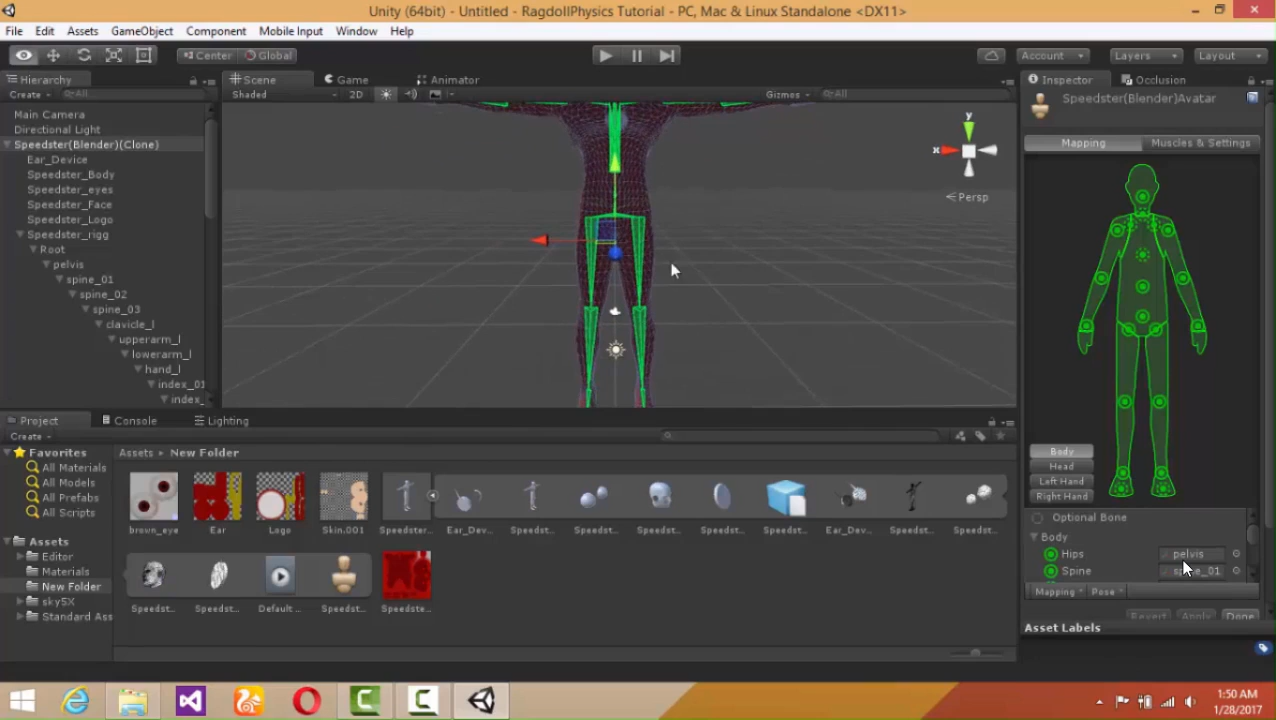 Unity (64bit) - Untitled - RagdollPhysics Tutorial - PC, Mac & Linux Standalone <DX11>
File Edit Assets GameObject Component Mobile Input Window Help
Center Global Account Layers Layout
Hierarchy Scene Game Animator Inspector Occlusion
Create All Shaded 2D Gizmos All Speedster(Blender)Avatar
Main Camera
Directional Light
Speedster(Blender)(Clone)
Ear_Device
Speedster_Body
Speedster_eyes
Speedster_Face
Speedster_Logo
Speedster_rigg
Root
pelvis
spine_01
spine_02
spine_03
clavicle_l
upperarm_l
lowerarm_l
hand_l
index_01
index_
y
x
Persp
Mapping Muscles & Settings
Body
Head
Left Hand
Right Hand
Optional Bone
Body
Hips pelvis
Spine
Mapping Pose
Revert Apply Done
Asset Labels
Project Console Lighting
Create
Favorites
All Materials
All Models
All Prefabs
All Scripts
Assets
Editor
Materials
New Folder
sky5X
Standard Ass
Assets New Folder
brown_eye Ear Logo Skin.001 Speedster... Ear_Dev... Speedst... Speedst... Speedst... Speedst... Speedst... Ear_Dev... Speedst... Speedst...
Speedst... Speedst... Default ... Speedst... Speedste...
1:50 AM
1/28/2017